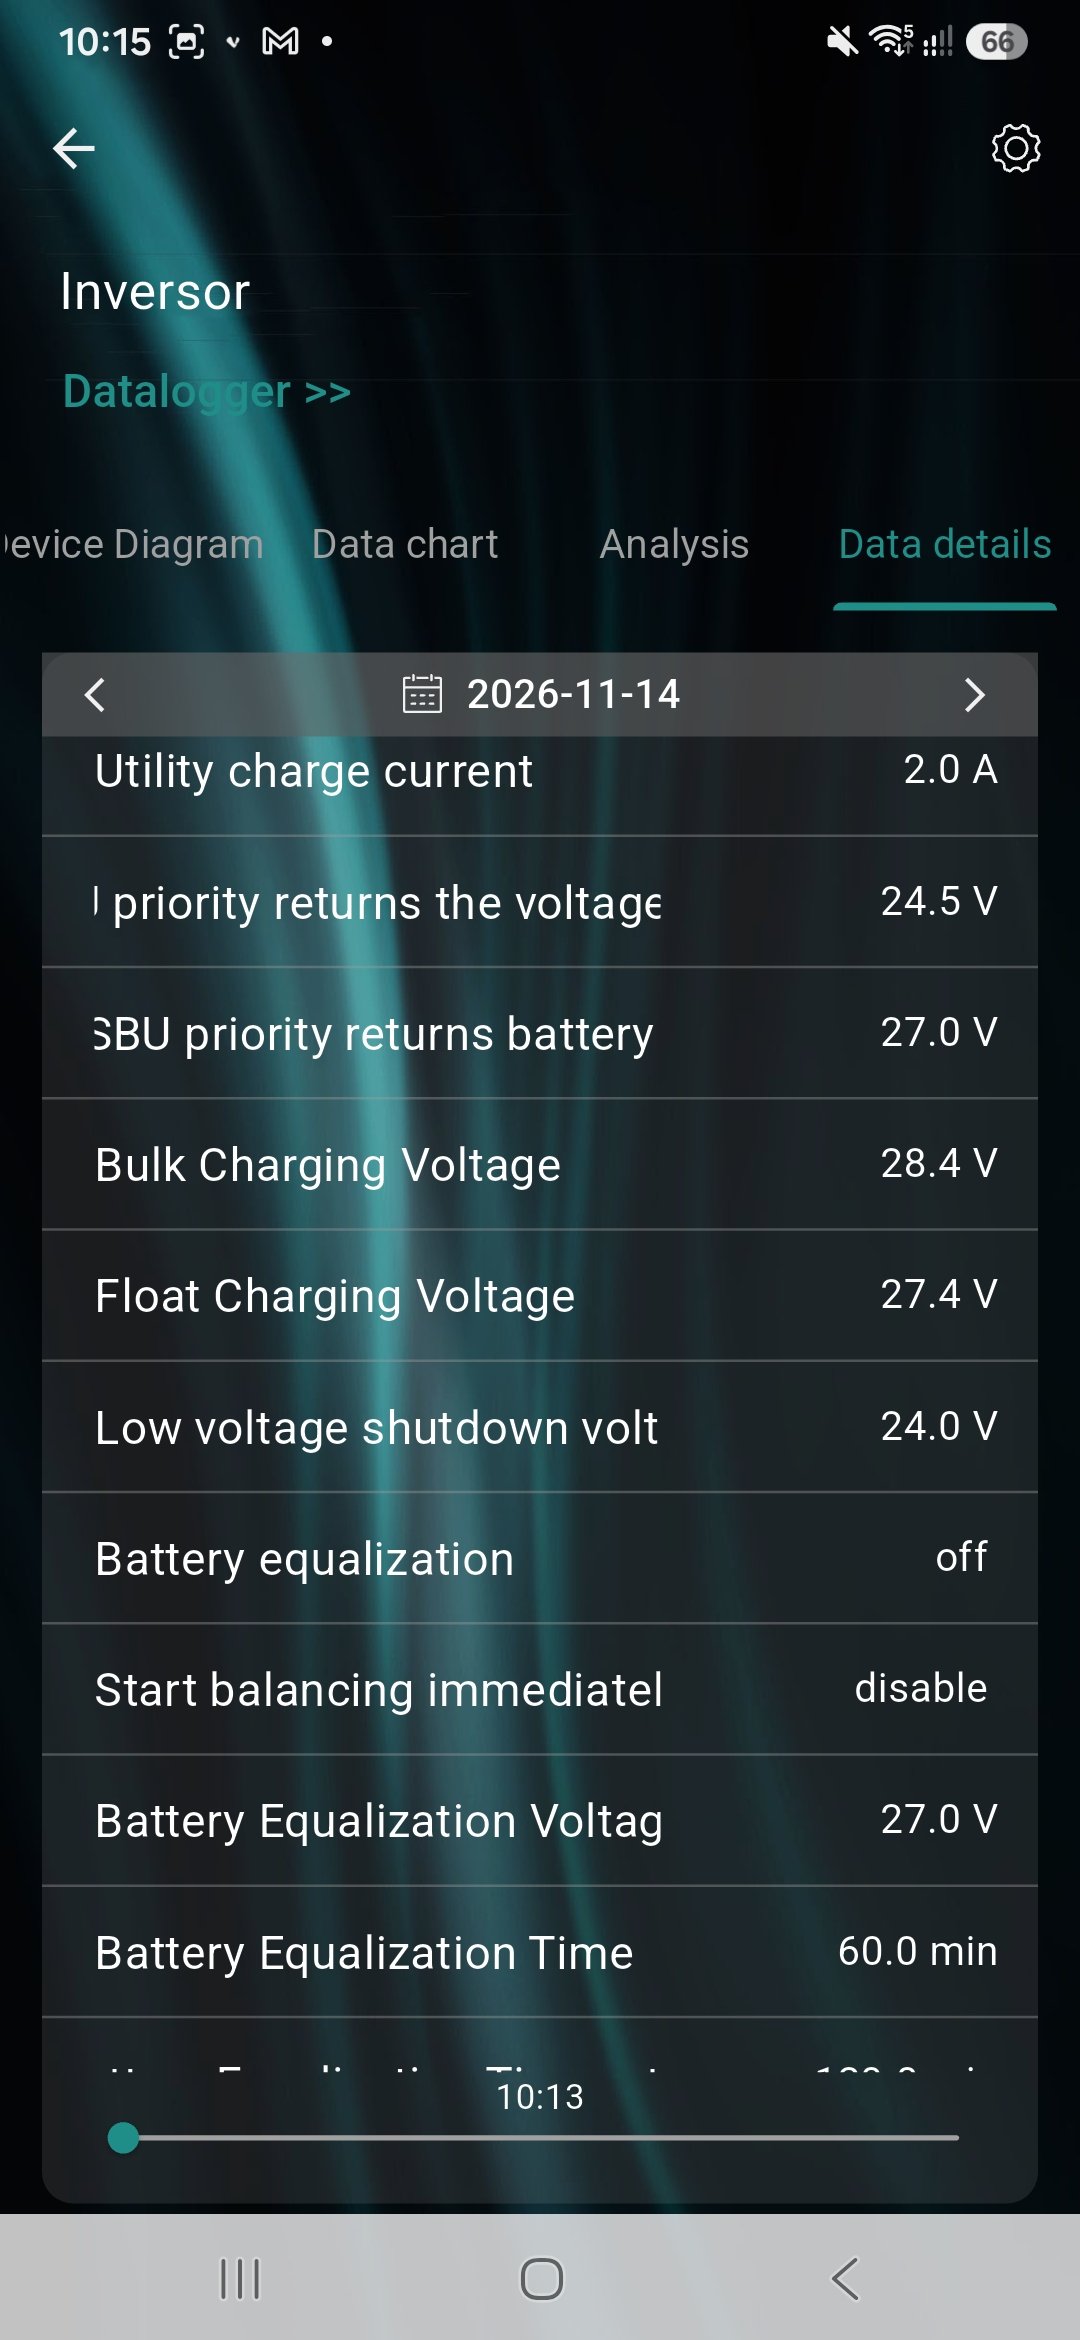 10:15
5
66
Inversor
Datalogger >>
evice Diagram
Data chart
Analysis
Data details
2026-11-14
Utility charge current 2.0 A
priority returns the voltage 24.5 V
SBU priority returns battery 27.0 V
Bulk Charging Voltage 28.4 V
Float Charging Voltage 27.4 V
Low voltage shutdown volt 24.0 V
Battery equalization off
Start balancing immediatel disable
Battery Equalization Voltag 27.0 V
Battery Equalization Time 60.0 min
10:13